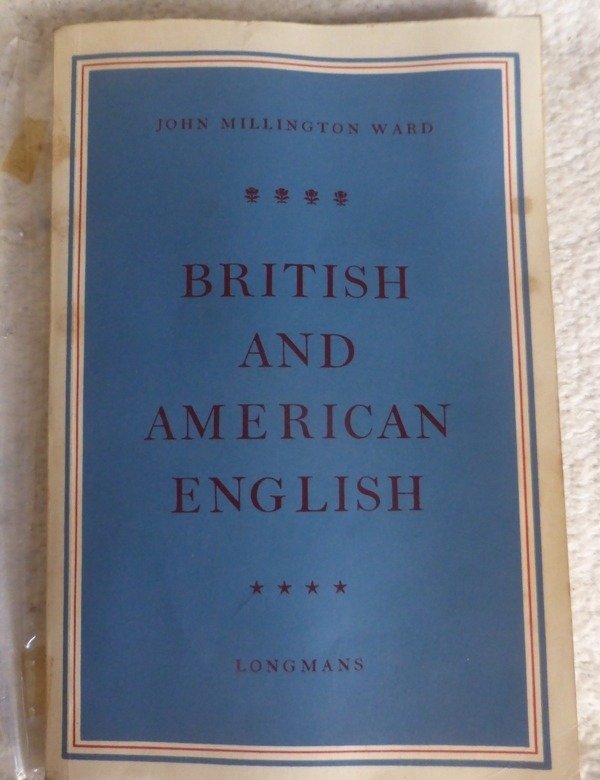 JOHN MILLINGTON WARD
BRITISH
AND
AMERICAN
ENGLISH
LONGMANS